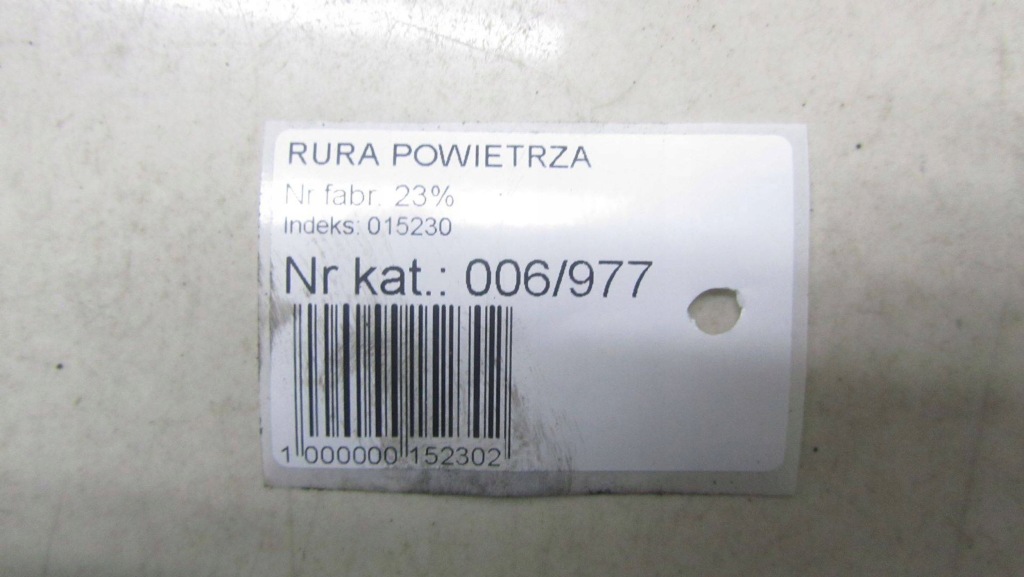 RURA POWIETRZA
Nr fabr. 23%
Indeks: 015230
Nr kat.: 006/977
1 000000 152302